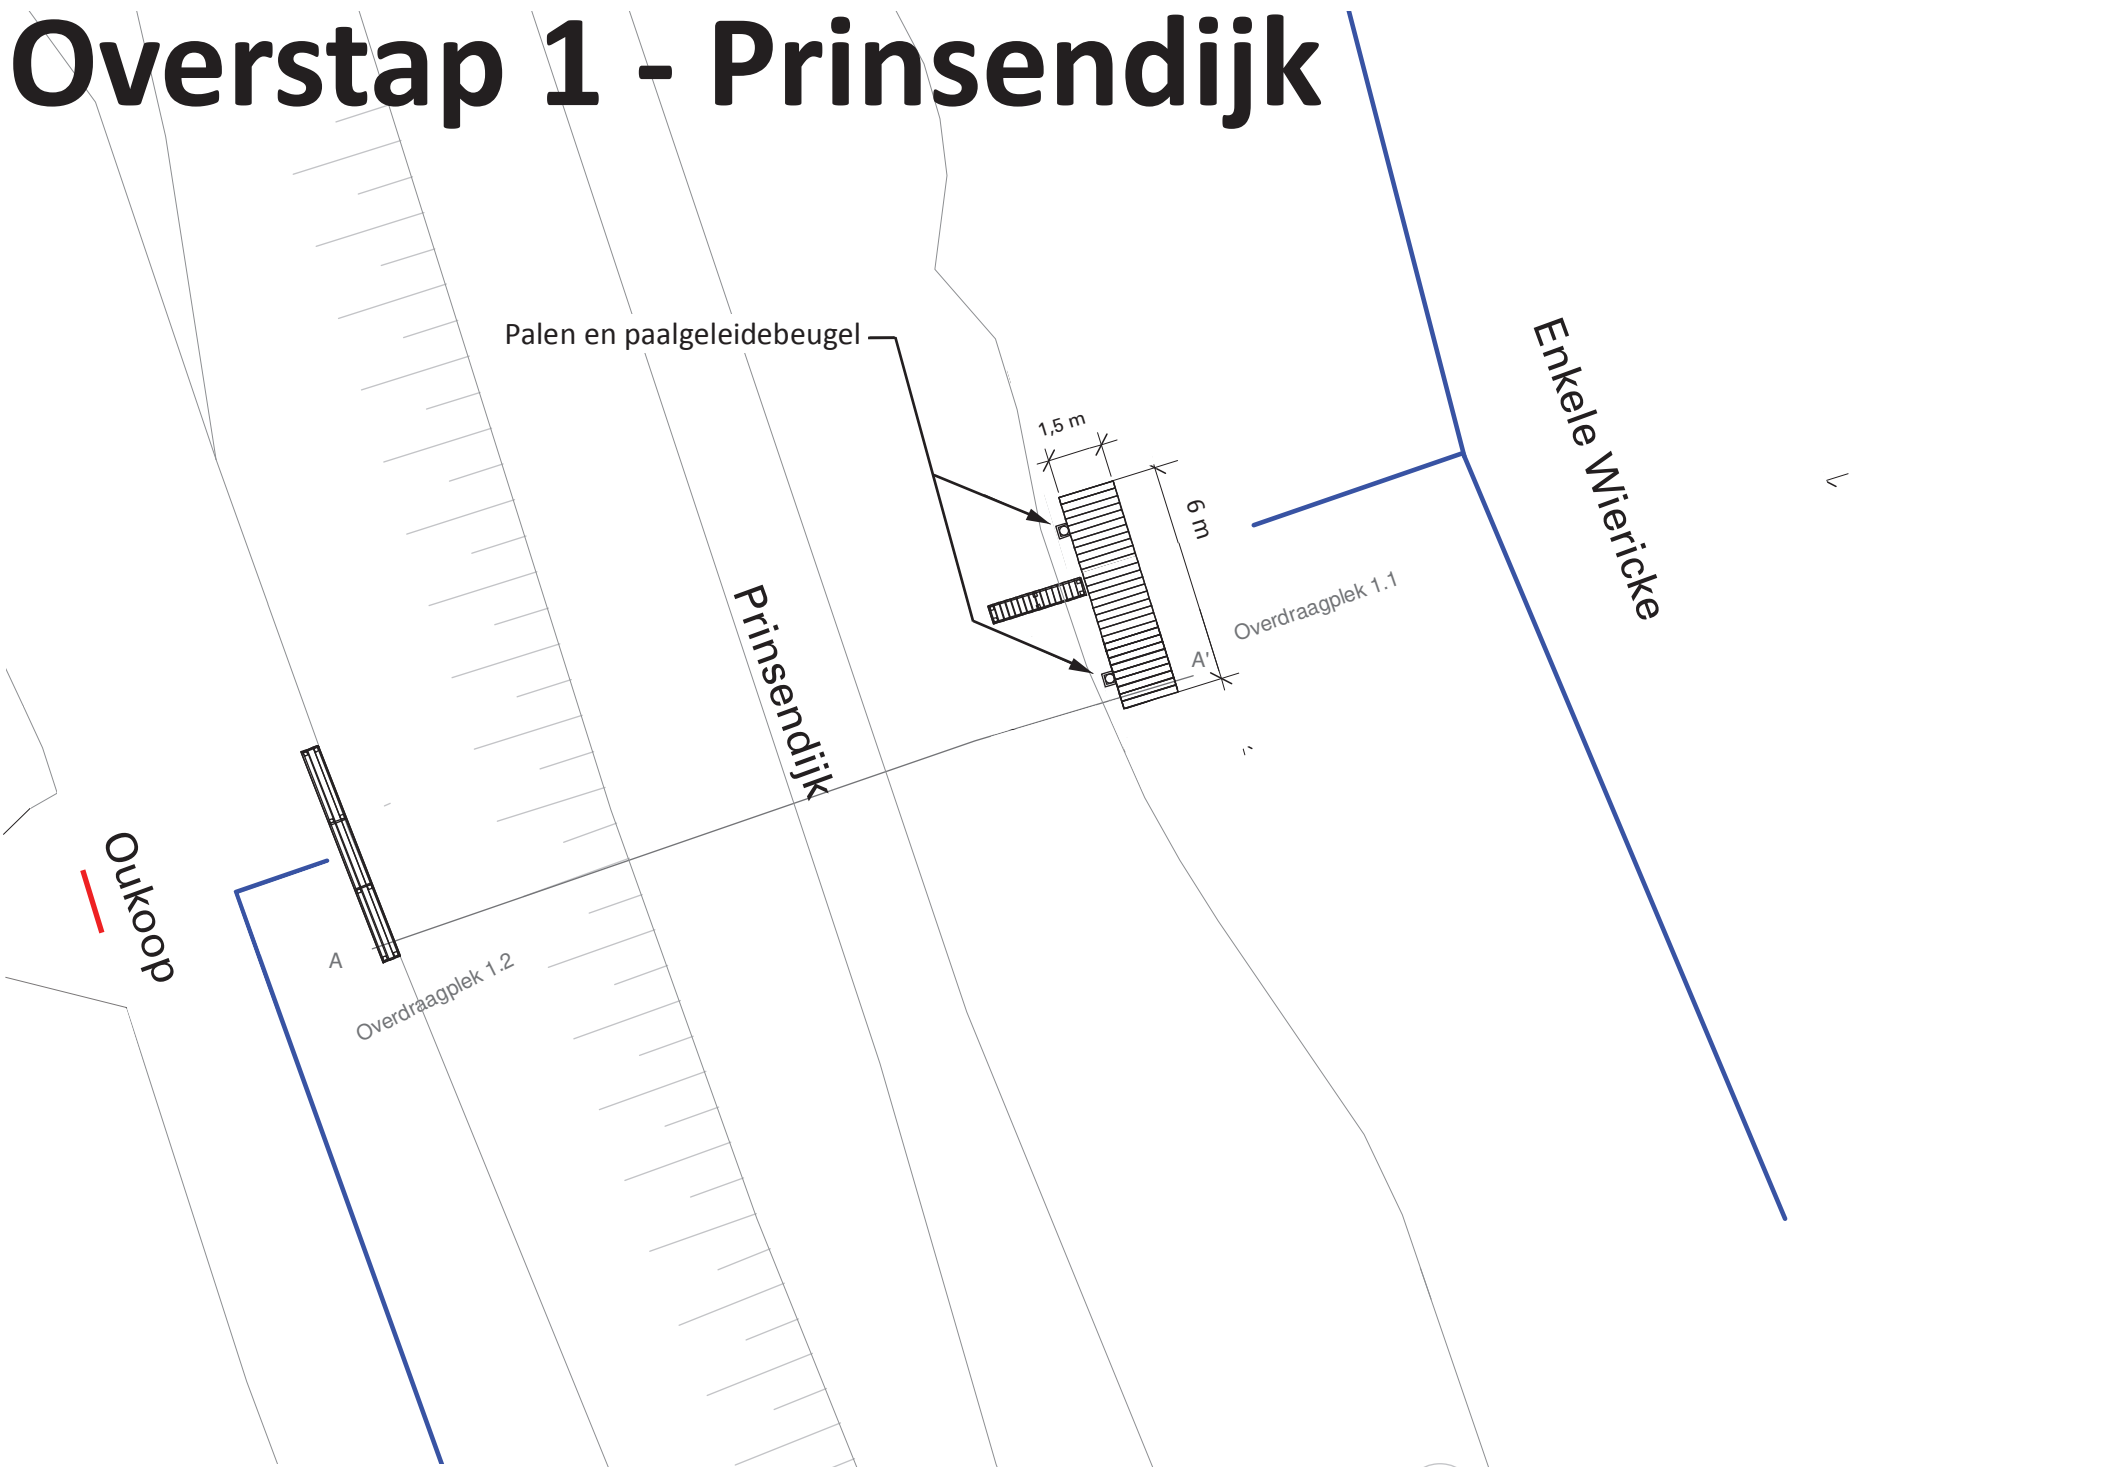 Overstap 1 - Prinsendijk
Palen en paalgeleidebeugel
1,5 m
6 m
Enkele Wiericke
Overdraagplek 1.1
A'
Prinsendijk
Oukoop
A
Overdraagplek 1.2